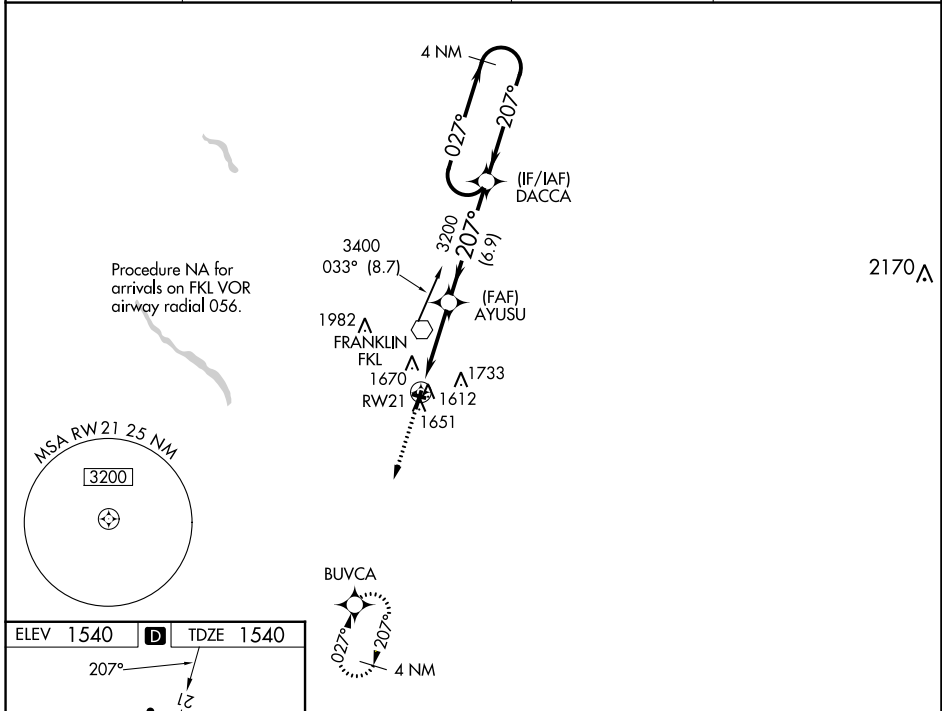 4 NM
027°
207°
(IF/IAF)
DACCA
3200
207°
(6.9)
3400
033° (8.7)
Procedure NA for
arrivals on FKL VOR
airway radial 056.
2170
(FAF)
AYUSU
1982
FRANKLIN
FKL
1670
1733
RW21
1612
1651
MSA RW21 25 NM
3200
BUVCA
027°
207°
4 NM
ELEV 1540 D TDZE 1540
207°
21